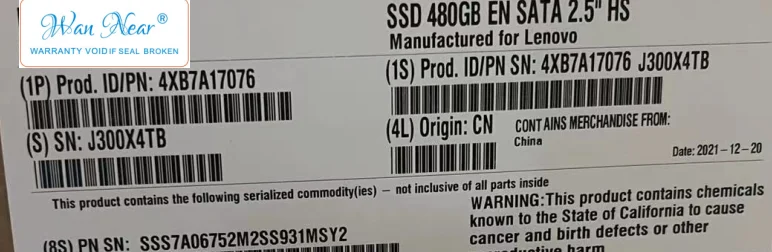 Wan Near®
WARRANTY VOID IF SEAL BROKEN
SSD 480GB EN SATA 2.5" HS
Manufactured for Lenovo
(1P) Prod. ID/PN: 4XB7A17076
(1S) Prod. ID/PN SN: 4XB7A17076 J300X4TB
(S) SN: J300X4TB
(4L) Origin: CN
CONTAINS MERCHANDISE FROM:
China
Date: 2021-12-20
This product contains the following serialized commodity(ies) – not inclusive of all parts inside
(8S) PN SN: SSS7A06752M2SS931MSY2
WARNING:This product contains chemicals
known to the State of California to cause
cancer and birth defects or other
harm